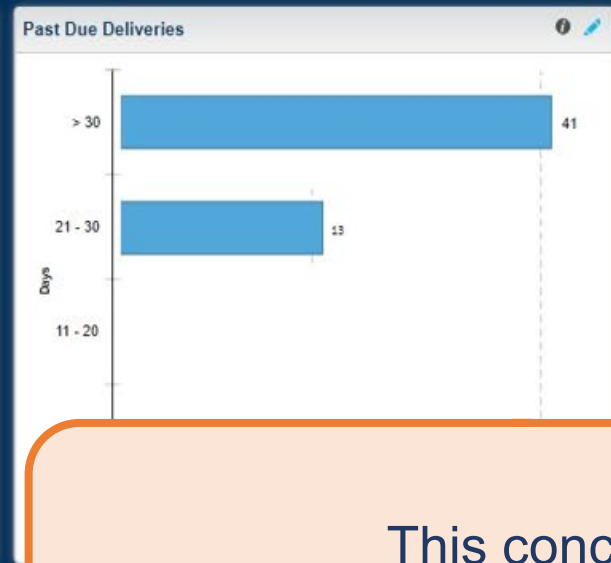 Past Due Deliveries
> 30
41
21 - 30
13
Days
11 - 20
This conc